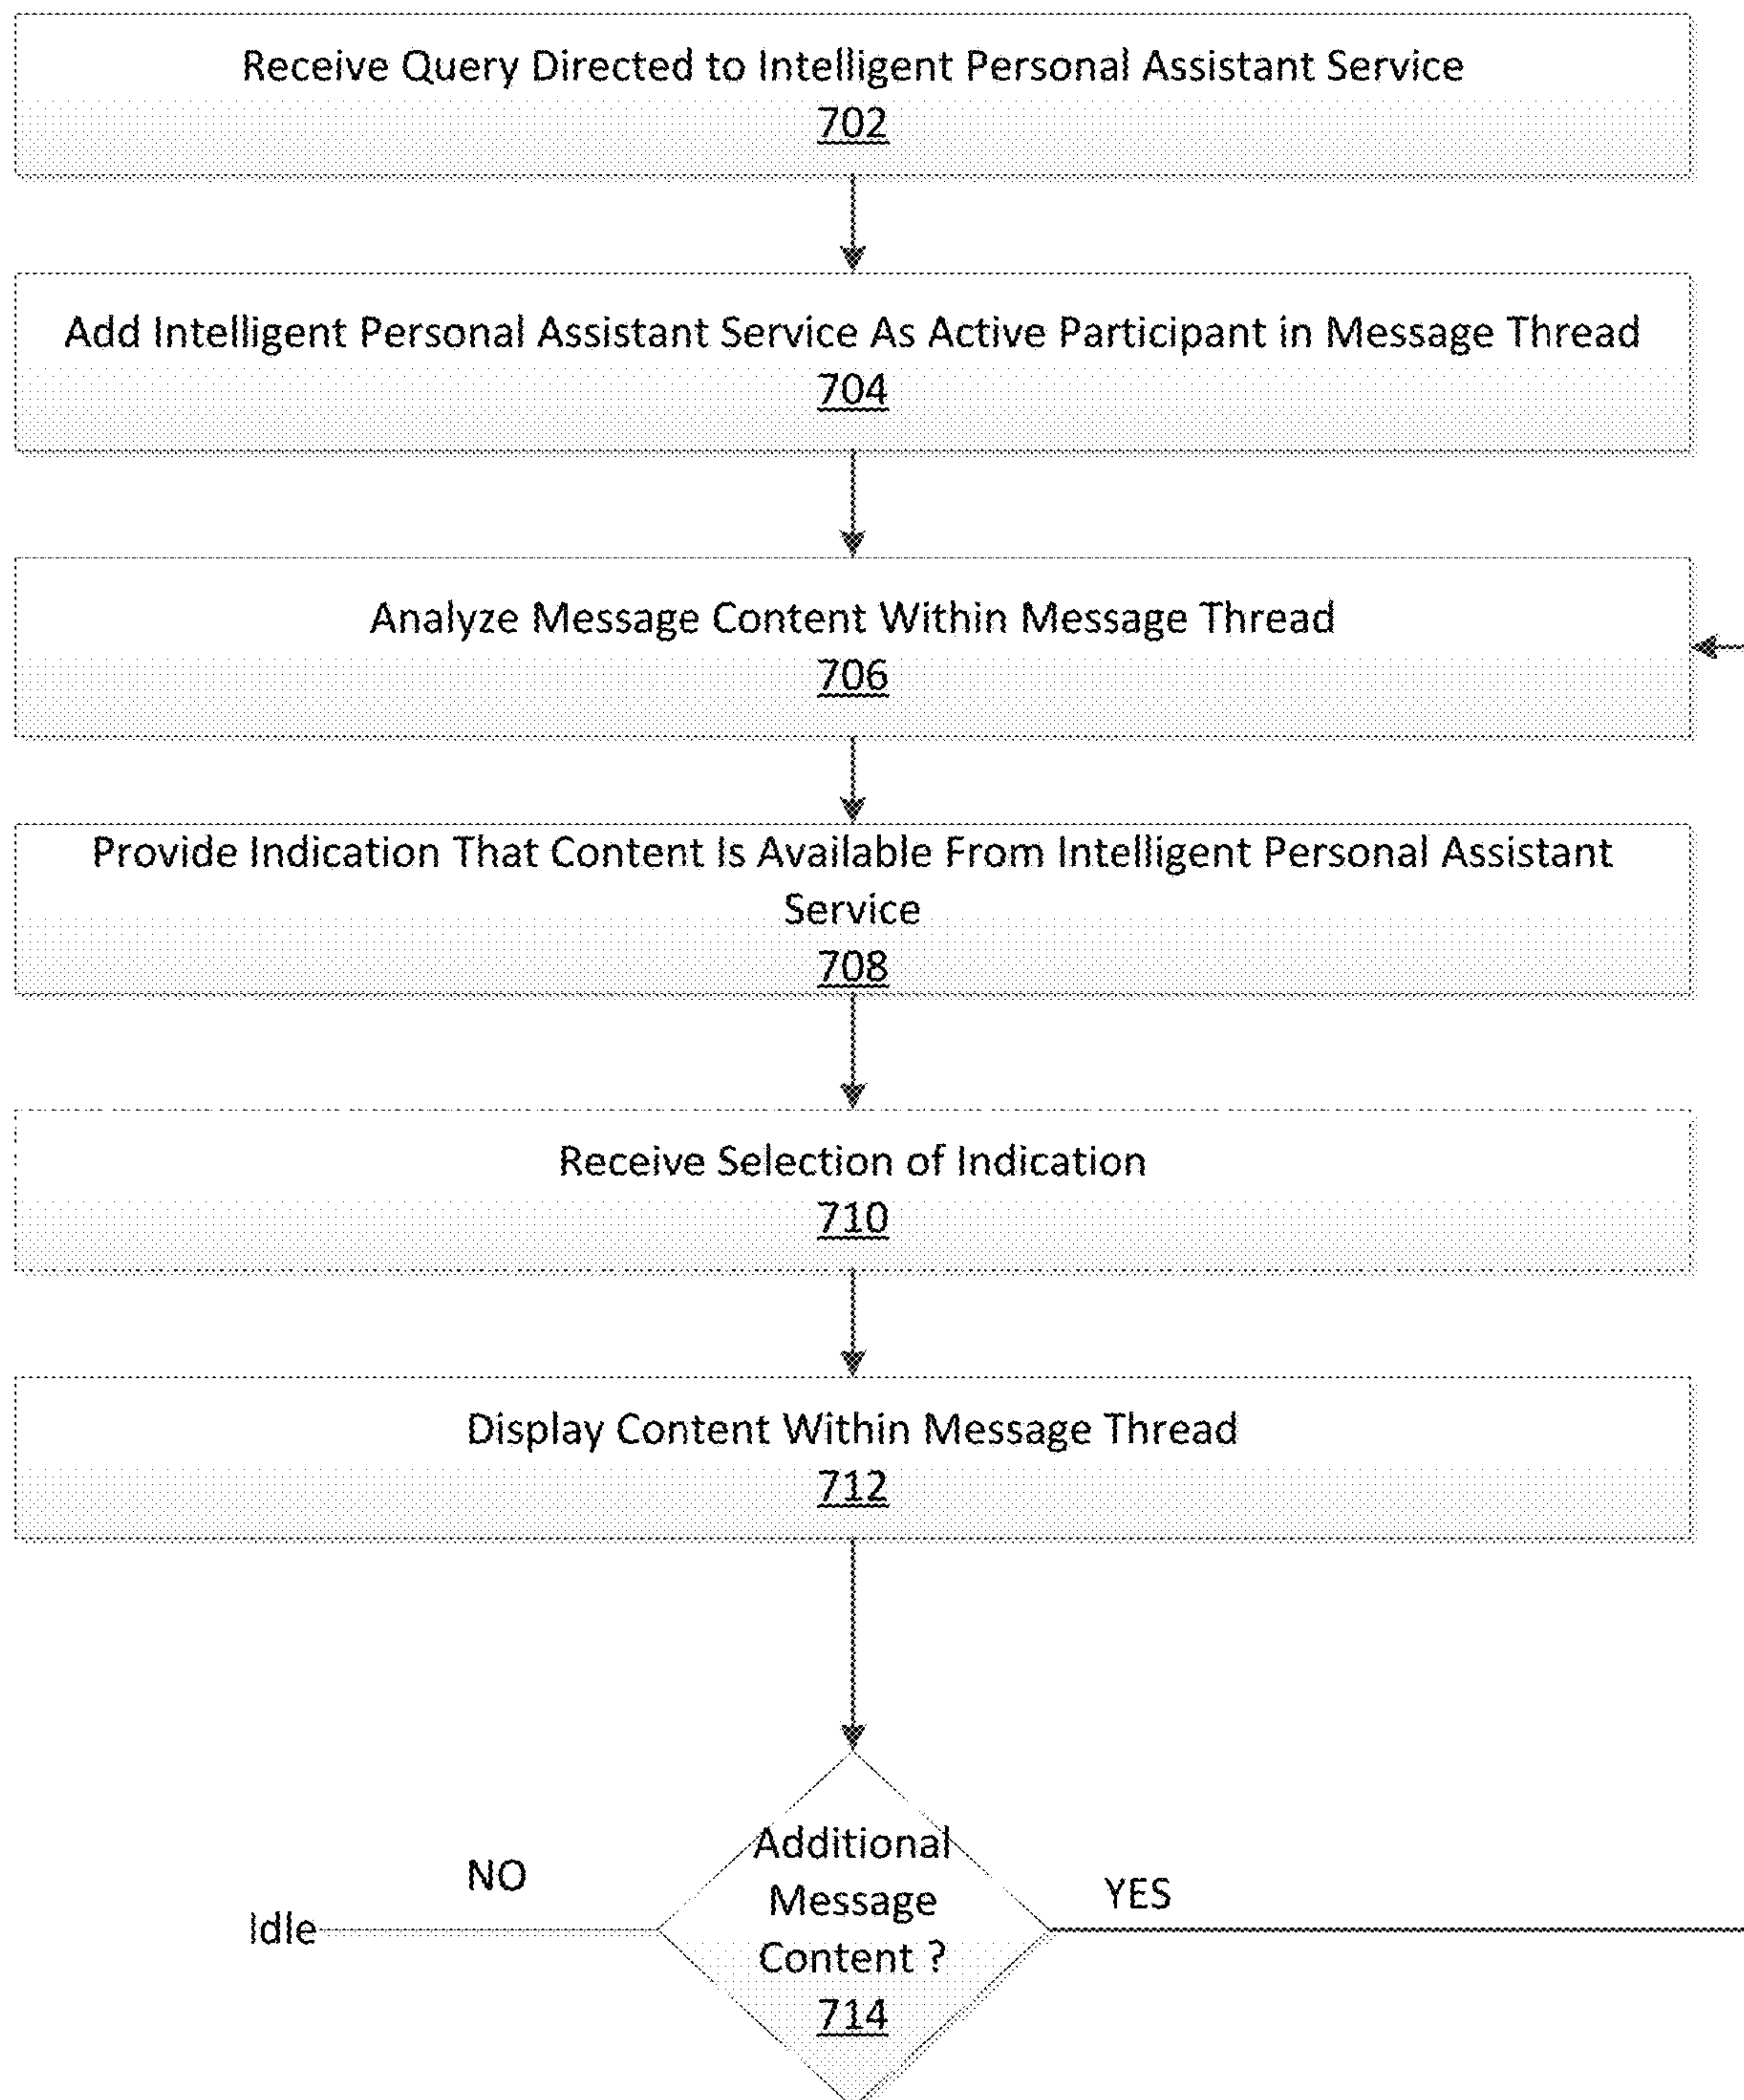 Receive Query Directed to Intelligent Personal Assistant Service
702
Add Intelligent Personal Assistant Service As Active Participant in Message Thread
704
Analyze Message Content Within Message Thread
706
Provide Indication That Content Is Available From Intelligent Personal Assistant
Service
708
Receive Selection of Indication
710
Display Content Within Message Thread
712
Additional
Message
Content ?
714
NO
Idle
YES